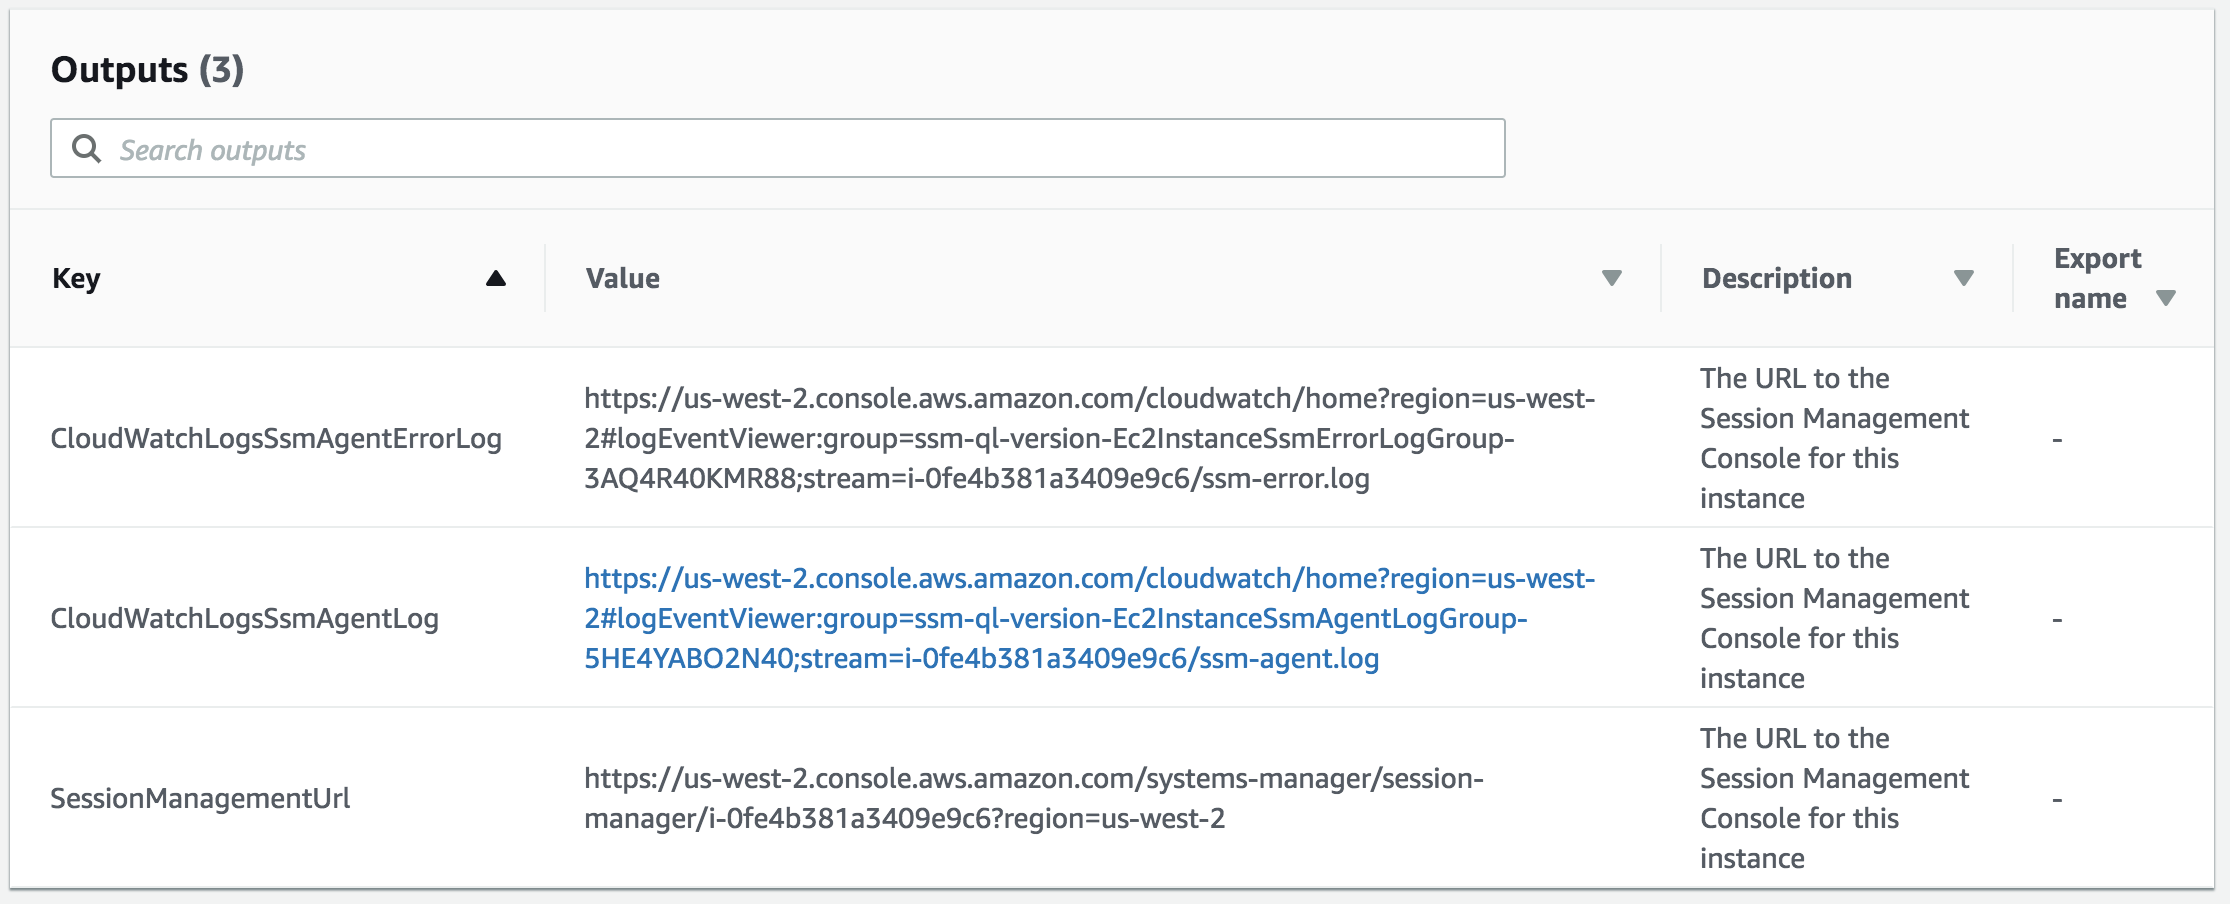 Outputs (3)
Search outputs
Key
Value
Description
Export
name
CloudWatchLogsSsmAgentErrorLog
https://us-west-2.console.aws.amazon.com/cloudwatch/home?region=us-west-
2#logEventViewer:group=ssm-ql-version-Ec2InstanceSsmErrorLogGroup-
3AQ4R40KMR88;stream=i-0fe4b381a3409e9c6/ssm-error.log
The URL to the
Session Management
Console for this
instance
-
CloudWatchLogsSsmAgentLog
https://us-west-2.console.aws.amazon.com/cloudwatch/home?region=us-west-
2#logEventViewer:group=ssm-ql-version-Ec2InstanceSsmAgentLogGroup-
5HE4YABO2N40;stream=i-0fe4b381a3409e9c6/ssm-agent.log
The URL to the
Session Management
Console for this
instance
-
SessionManagementUrl
https://us-west-2.console.aws.amazon.com/systems-manager/session-
manager/i-0fe4b381a3409e9c6?region=us-west-2
The URL to the
Session Management
Console for this
instance
-